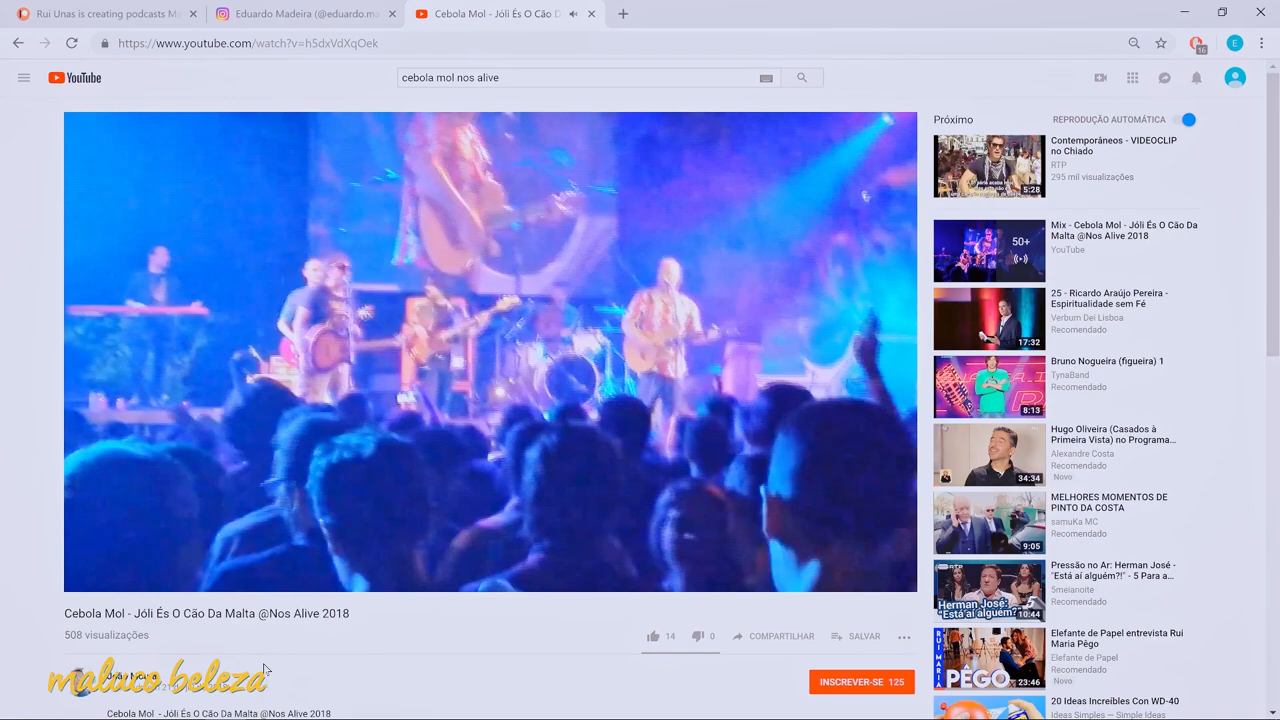 Rui Unas is creating podcasts M
Eduardo Madeira (@eduardo.ma
Cebola Mol - Jóli És O Cão D
https://www.youtube.com/watch?v=h5dxVdXqOek
16
E
YouTube
cebola mol nos alive
Próximo
REPRODUÇÃO AUTOMÁTICA
5:28
Contemporâneos - VIDEOCLIP
no Chiado
RTP
295 mil visualizações
50+
Mix - Cebola Mol - Jóli És O Cão Da
Malta @Nos Alive 2018
YouTube
17:32
25 - Ricardo Araújo Pereira -
Espiritualidade sem Fé
Verbum Dei Lisboa
Recomendado
8:13
Bruno Nogueira (figueira) 1
TynaBand
Recomendado
34:34
Hugo Oliveira (Casados à
Primeira Vista) no Programa...
Alexandre Costa
Recomendado
Novo
9:05
MELHORES MOMENTOS DE
PINTO DA COSTA
samuKa MC
Recomendado
Herman José:
"Está aí alguém?"
10:44
Pressão no Ar: Herman José -
"Está aí alguém?!" - 5 Para a...
5meianoite
Recomendado
RUI MARIA
PÊGO
23:46
Elefante de Papel entrevista Rui
Maria Pêgo
Elefante de Papel
Recomendado
Novo
20 Ideas Increíbles Con WD-40
Ideas Simples — Simple Ideas
Cebola Mol - Jóli És O Cão Da Malta @Nos Alive 2018
508 visualizações
14
0
COMPARTILHAR
SALVAR
maluco beleza
INSCREVER-SE 125
Cebola Mol - Jóli És O Cão Da Malta @Nos Alive 2018